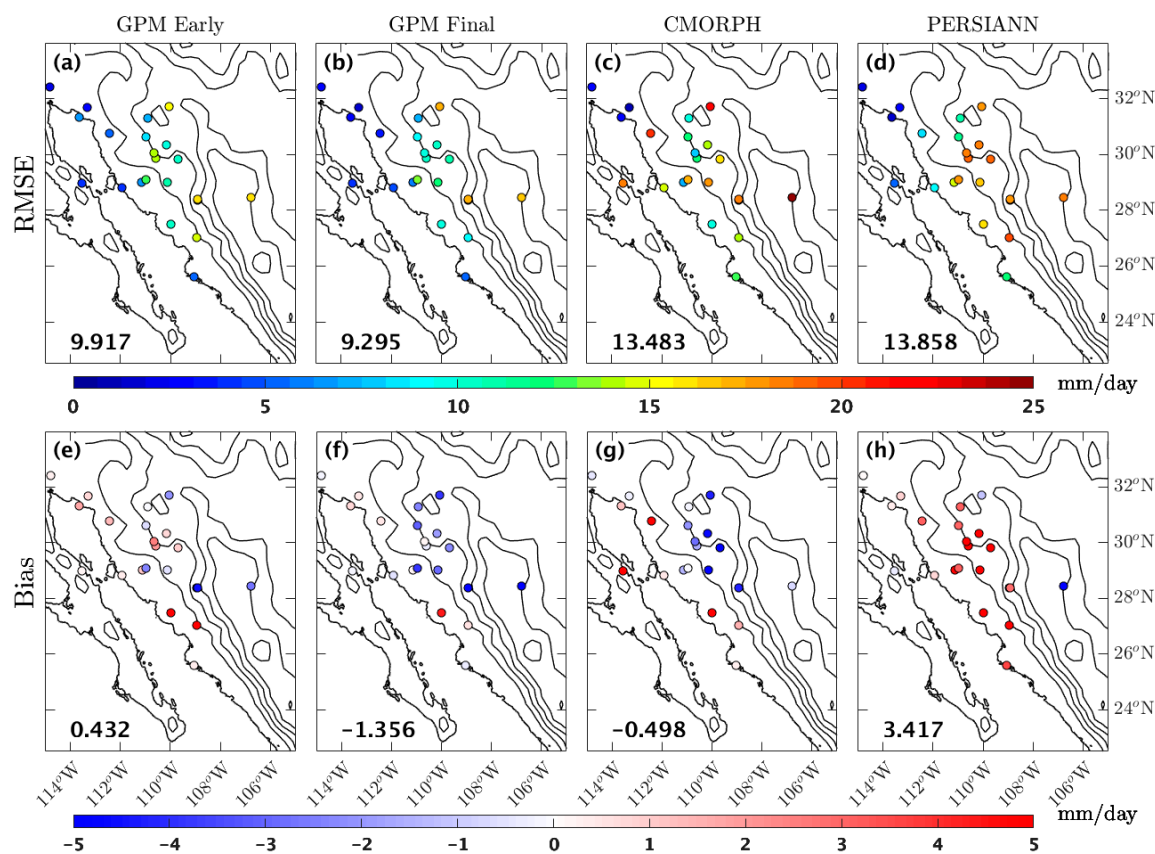 GPM Early GPM Final CMORPH PERSIANN
(a) (b) (c) (d)
RMSE
32°N
30°N
28°N
26°N
24°N
9.917 9.295 13.483 13.858
0 5 10 15 20 25 mm/day
(e) (f) (g) (h)
Bias
32°N
30°N
28°N
26°N
24°N
0.432 −1.356 −0.498 3.417
114°W 112°W 110°W 108°W 106°W 114°W 112°W 110°W 108°W 106°W 114°W 112°W 110°W 108°W 106°W 114°W 112°W 110°W 108°W 106°W
−5 −4 −3 −2 −1 0 1 2 3 4 5 mm/day